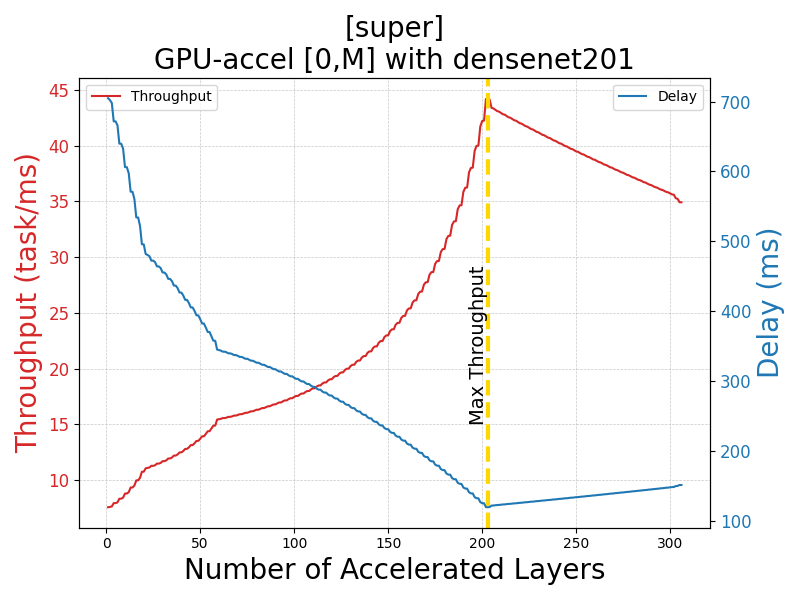 [super]
GPU-accel [0,M] with densenet201
Throughput
Delay
45
40
35
30
25
20
15
10
Throughput (task/ms)
Max Throughput
700
600
500
400
300
200
100
Delay (ms)
0 50 100 150 200 250 300
Number of Accelerated Layers